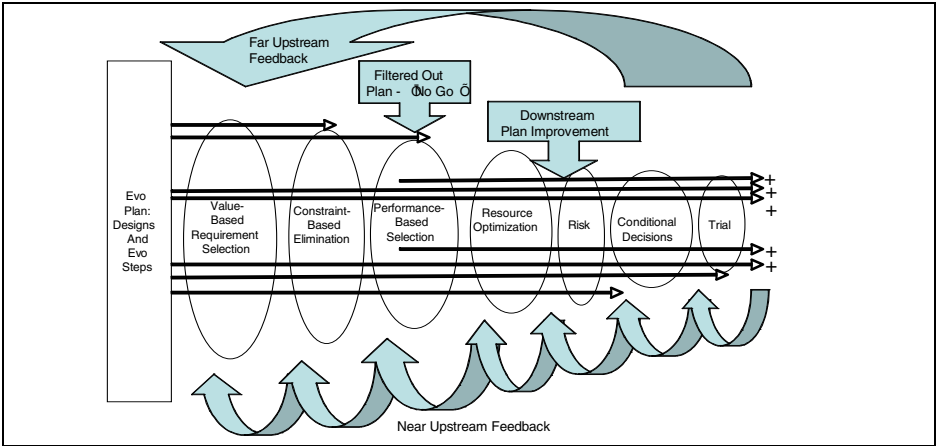 Far Upstream
Feedback
Filtered Out
Plan - ÕNo Go Õ
Downstream
Plan Improvement
Evo
Plan:
Designs
And
Evo
Steps
Value-
Based
Requirement
Selection
Constraint-
Based
Elimination
Performance-
Based
Selection
Resource
Optimization
Risk
Conditional
Decisions
Trial
+
+
+
+
+
Near Upstream Feedback